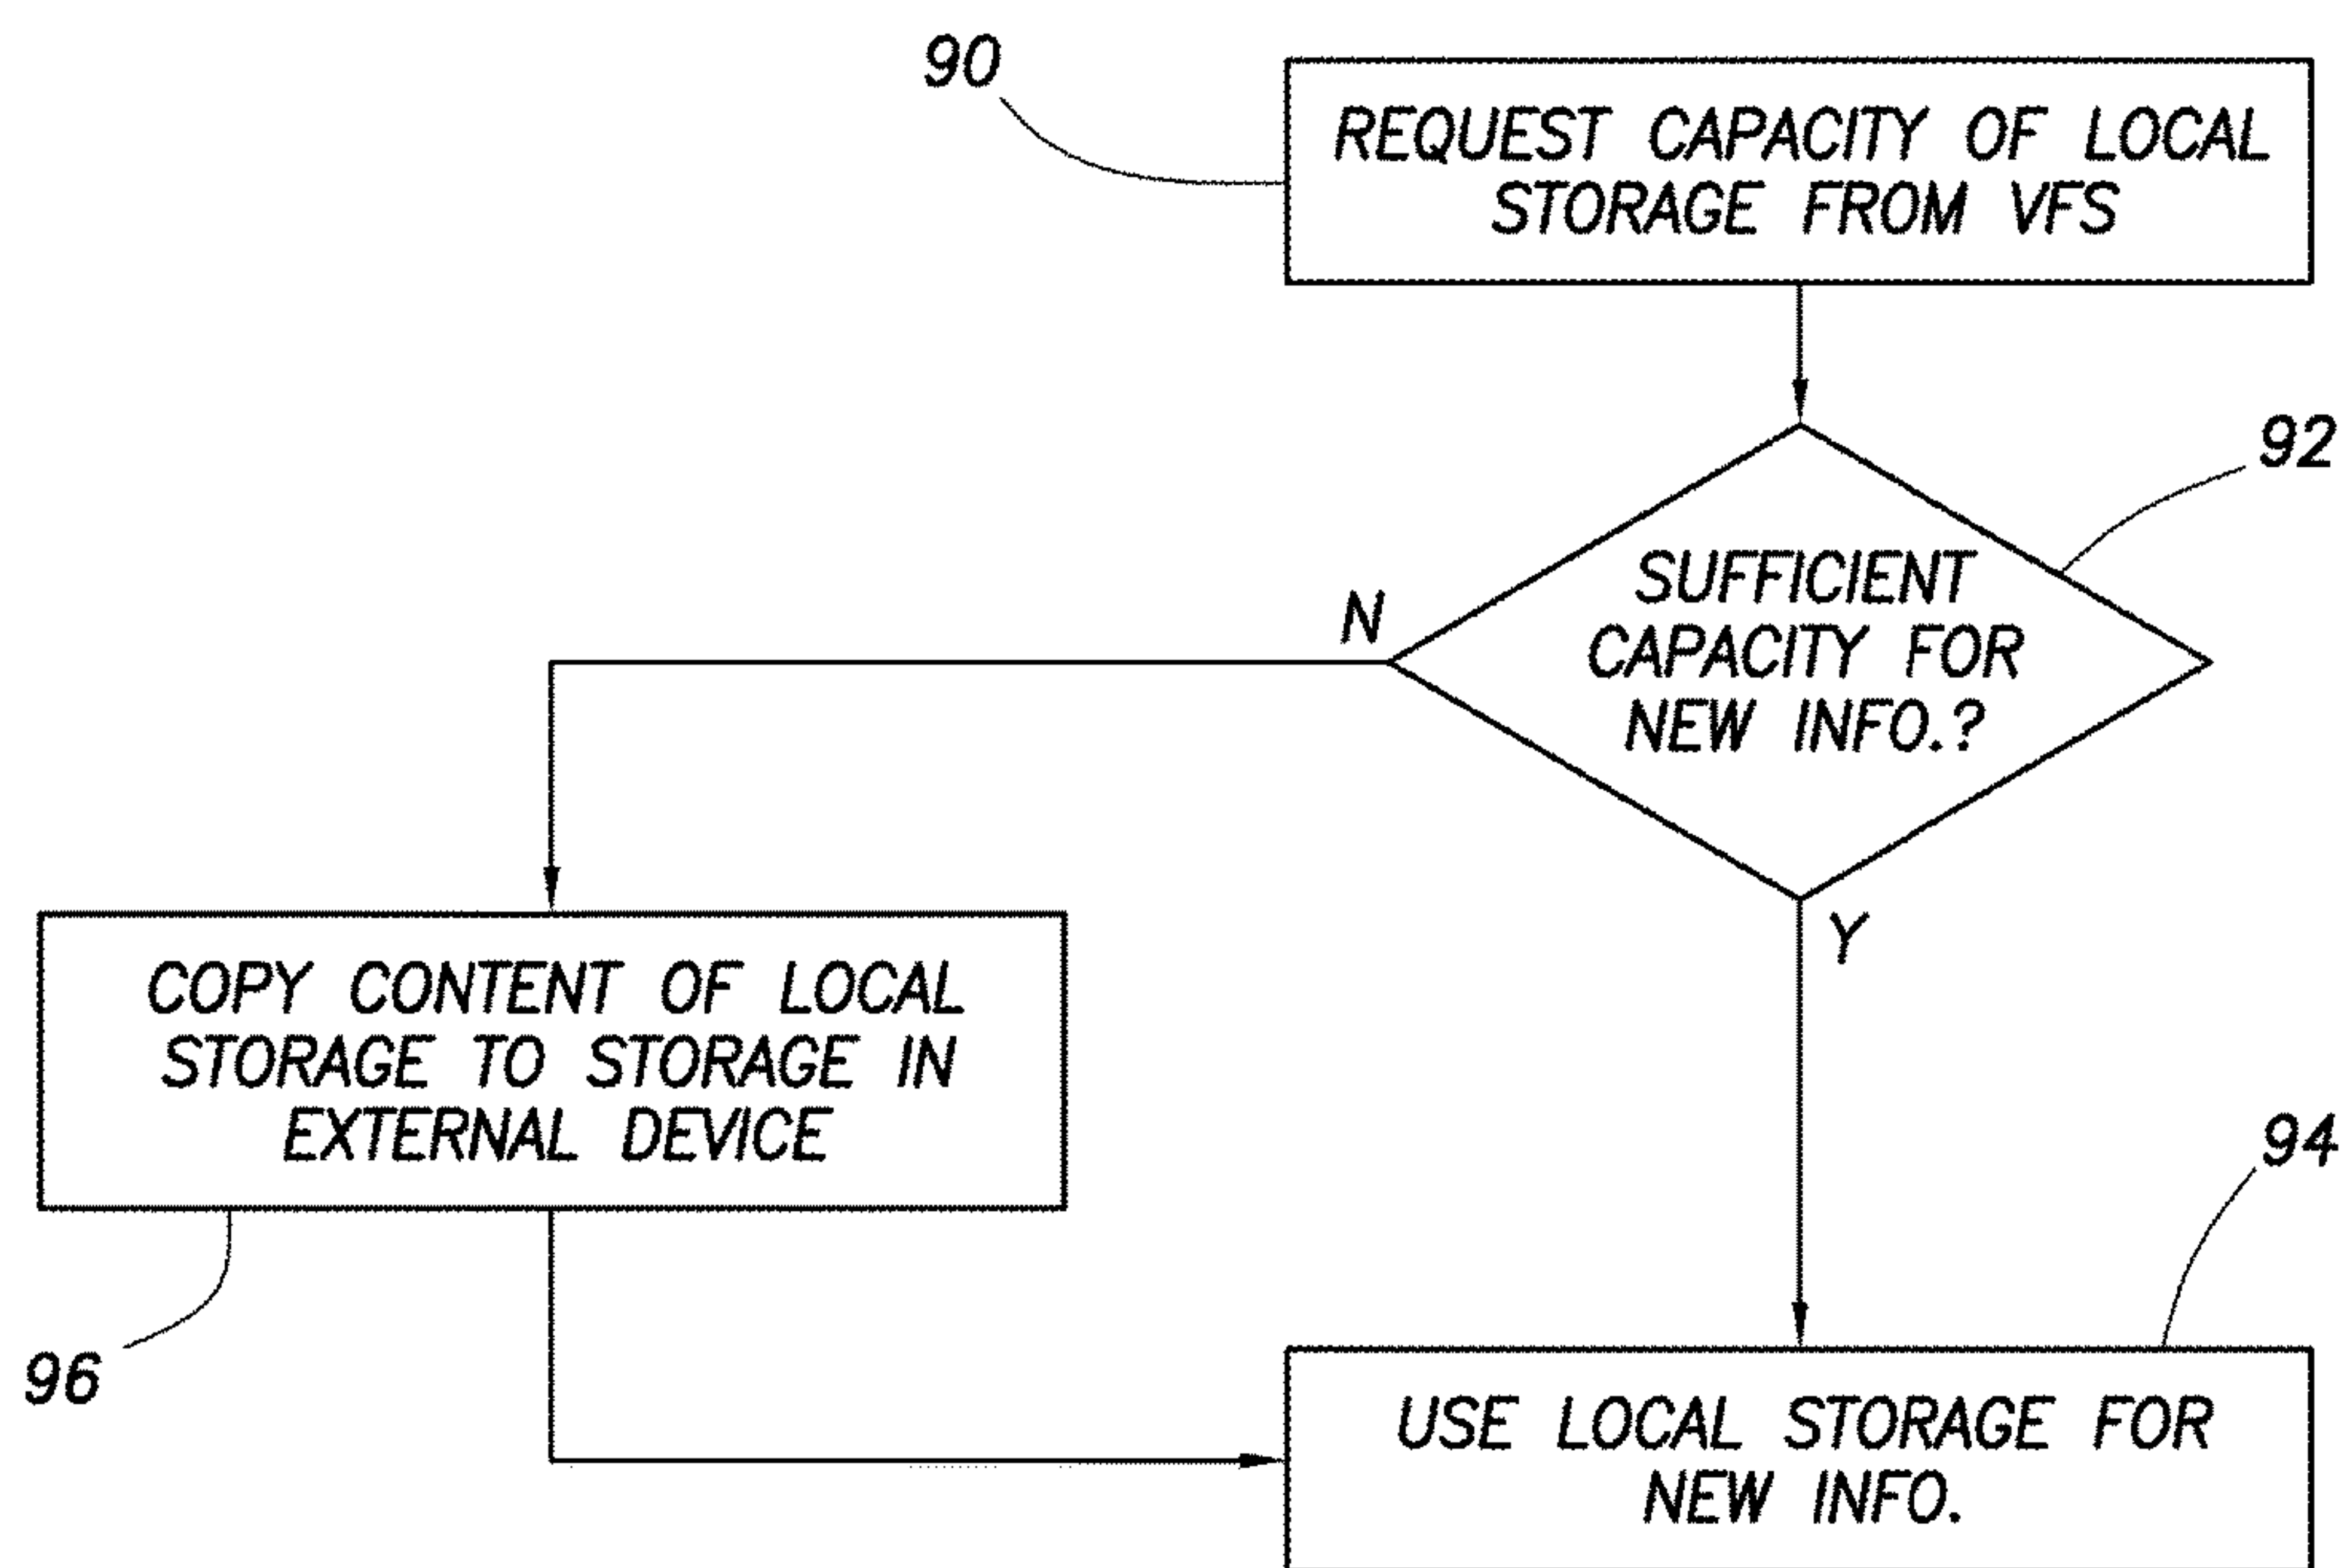 90
REQUEST CAPACITY OF LOCAL
STORAGE FROM VFS
92
SUFFICIENT
CAPACITY FOR
NEW INFO.?
N
Y
COPY CONTENT OF LOCAL
STORAGE TO STORAGE IN
EXTERNAL DEVICE
96
94
USE LOCAL STORAGE FOR
NEW INFO.